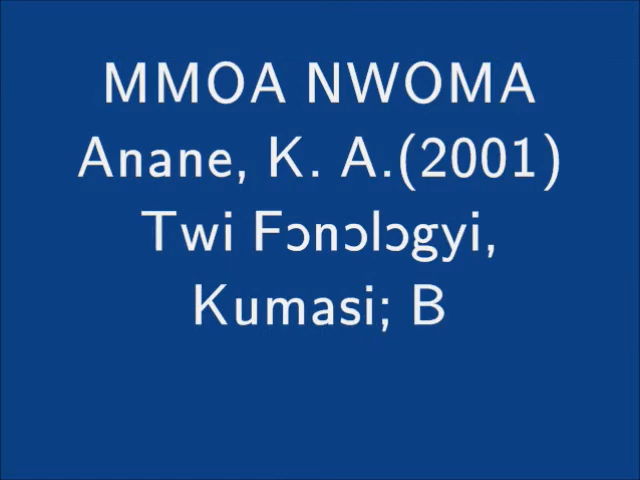 MMOA NWOMA
Anane, K. A.(2001)
Twi Fɔnɔlɔgyi,
Kumasi; B